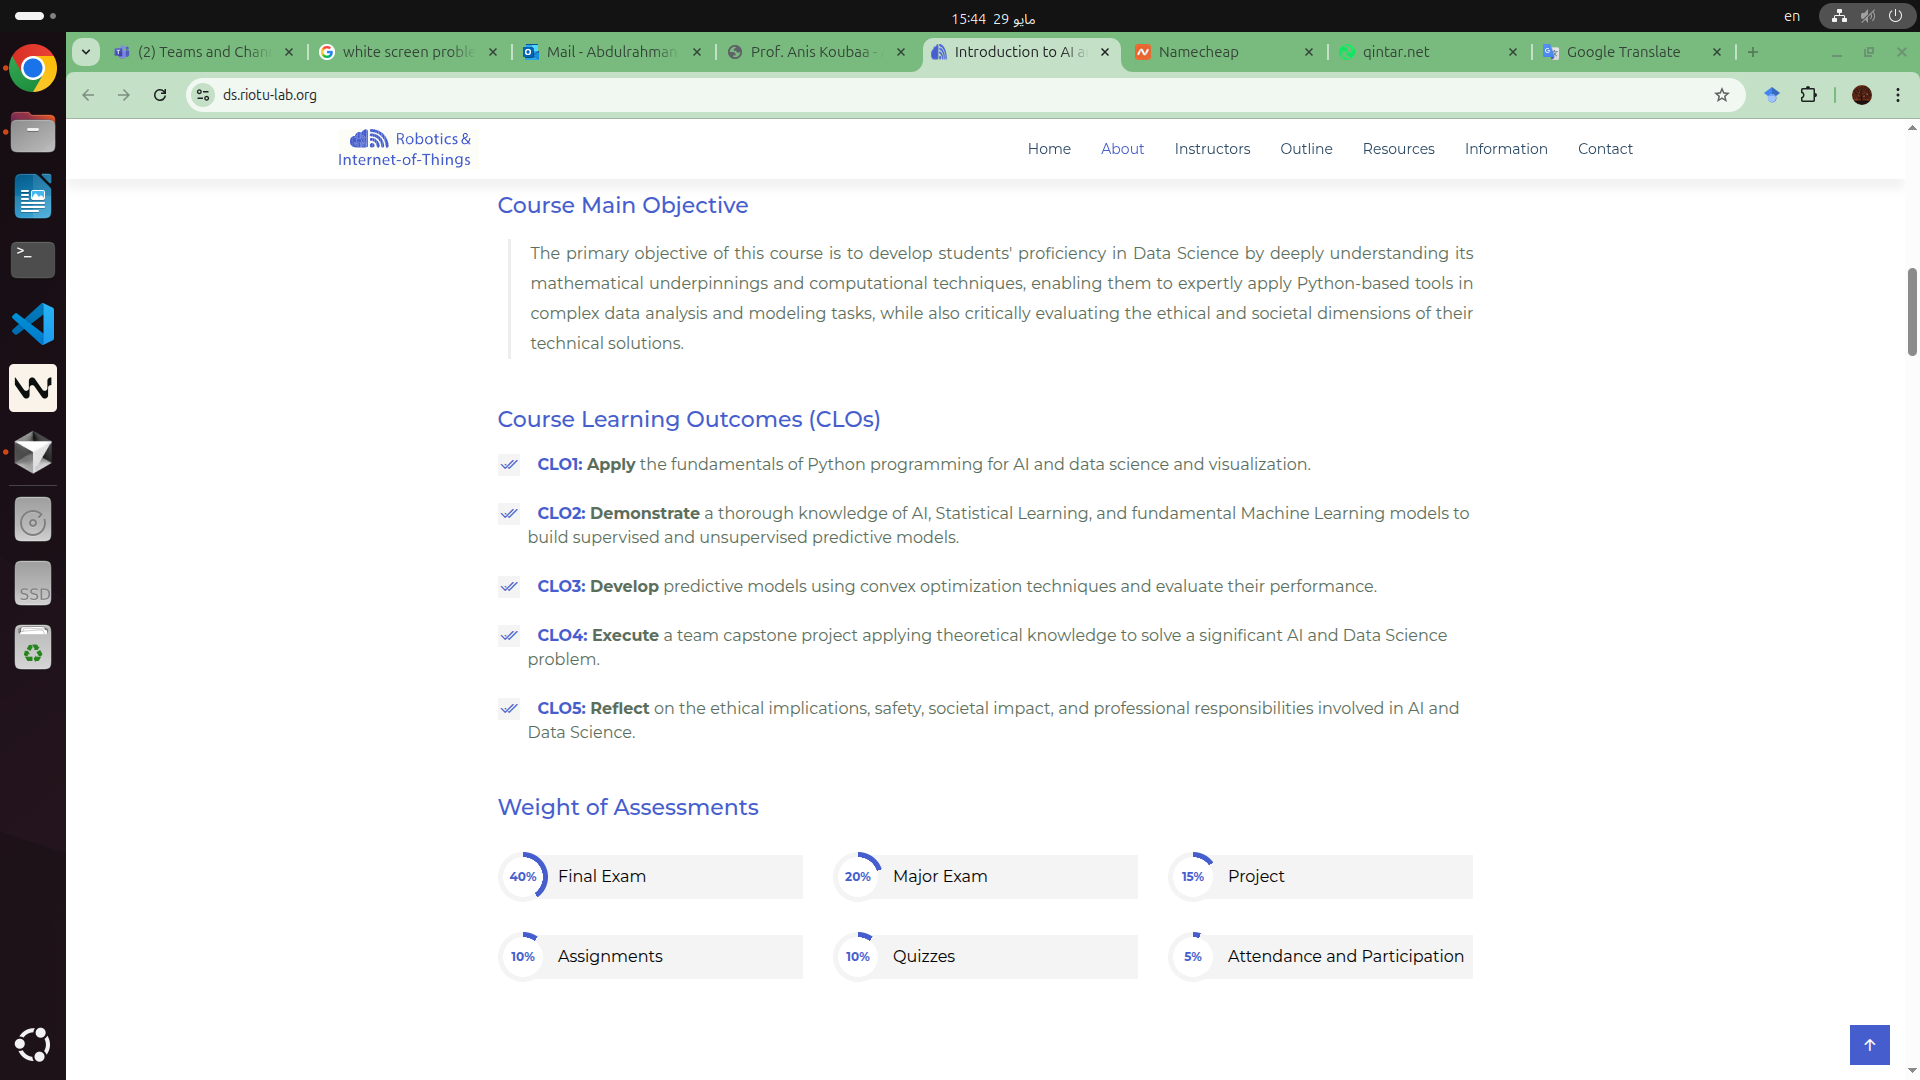 15:44 29 مايو
en
(2) Teams and Chan
white screen proble
Mail - Abdulrahman
Prof. Anis Koubaa -
Introduction to AI a
Namecheap
qintar.net
Google Translate
ds.riotu-lab.org
Robotics &
Internet-of-Things
Home
About
Instructors
Outline
Resources
Information
Contact
Course Main Objective
The primary objective of this course is to develop students' proficiency in Data Science by deeply understanding its
mathematical underpinnings and computational techniques, enabling them to expertly apply Python-based tools in
complex data analysis and modeling tasks, while also critically evaluating the ethical and societal dimensions of their
technical solutions.
Course Learning Outcomes (CLOs)
CLO1: Apply the fundamentals of Python programming for AI and data science and visualization.
CLO2: Demonstrate a thorough knowledge of AI, Statistical Learning, and fundamental Machine Learning models to
build supervised and unsupervised predictive models.
CLO3: Develop predictive models using convex optimization techniques and evaluate their performance.
CLO4: Execute a team capstone project applying theoretical knowledge to solve a significant AI and Data Science
problem.
CLO5: Reflect on the ethical implications, safety, societal impact, and professional responsibilities involved in AI and
Data Science.
Weight of Assessments
40% Final Exam
20% Major Exam
15% Project
10% Assignments
10% Quizzes
5% Attendance and Participation
SSD